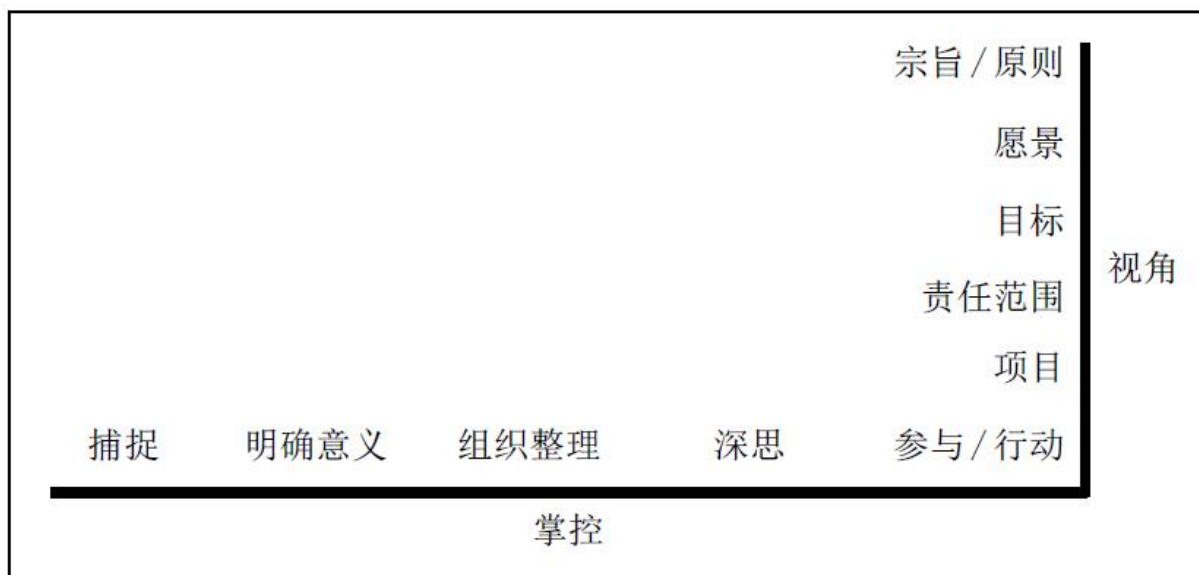 宗旨/原则
愿景
目标
视角
责任范围
项目
捕捉 明确意义 组织整理 深思 参与/行动
掌控